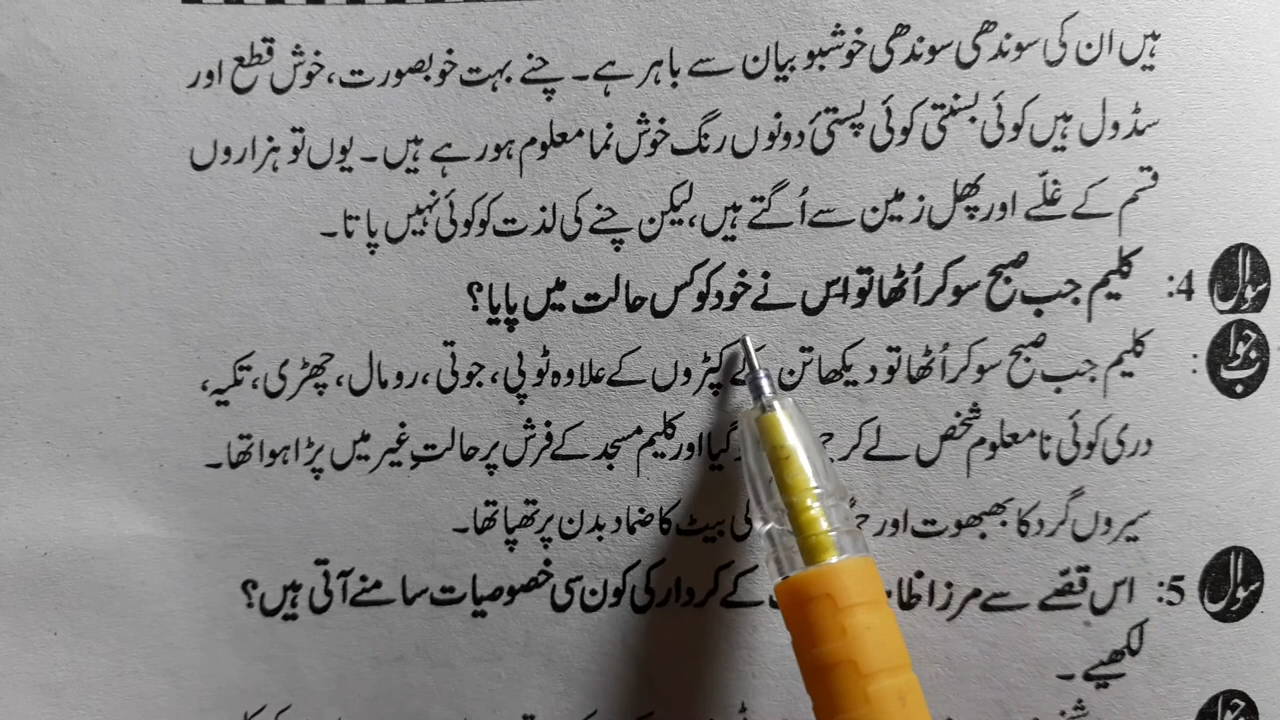 ہیں ان کی سوندھی سوندھی خوشبو بیان سے باہر ہے۔ چنے بہت خوبصورت، خوش قطع اور
سڈول ہیں کوئی بسنتی کوئی پستئ دونوں رنگ خوش نما معلوم ہورہے ہیں۔ یوں تو ہزاروں
قسم کے غلّے اور پھل زمین سے اُگتے ہیں، لیکن چنے کی لذت کو کوئی نہیں پاتا۔
سوال 4: کلیم جب صبح سو کر اُٹھا تو اس نے خود کو کس حالت میں پایا؟
جواب : کلیم جب صبح سو کر اُٹھا تو دیکھا تن کے کپڑوں کے علاوہ ٹوپی، جوتی، رومال، چھڑی، تکیہ،
دری کوئی نا معلوم شخص لے کر گیا اور کلیم مسجد کے فرش پر حالتِ غیر میں پڑا ہوا تھا۔
سیروں گرد کا بھبھوت اور کی بیٹ کا ضماد بدن پر تھپا تھا۔
سوال 5: اس قصّے سے مرزا کے کردار کی کون سی خصوصیات سامنے آتی ہیں؟
لکھیے۔